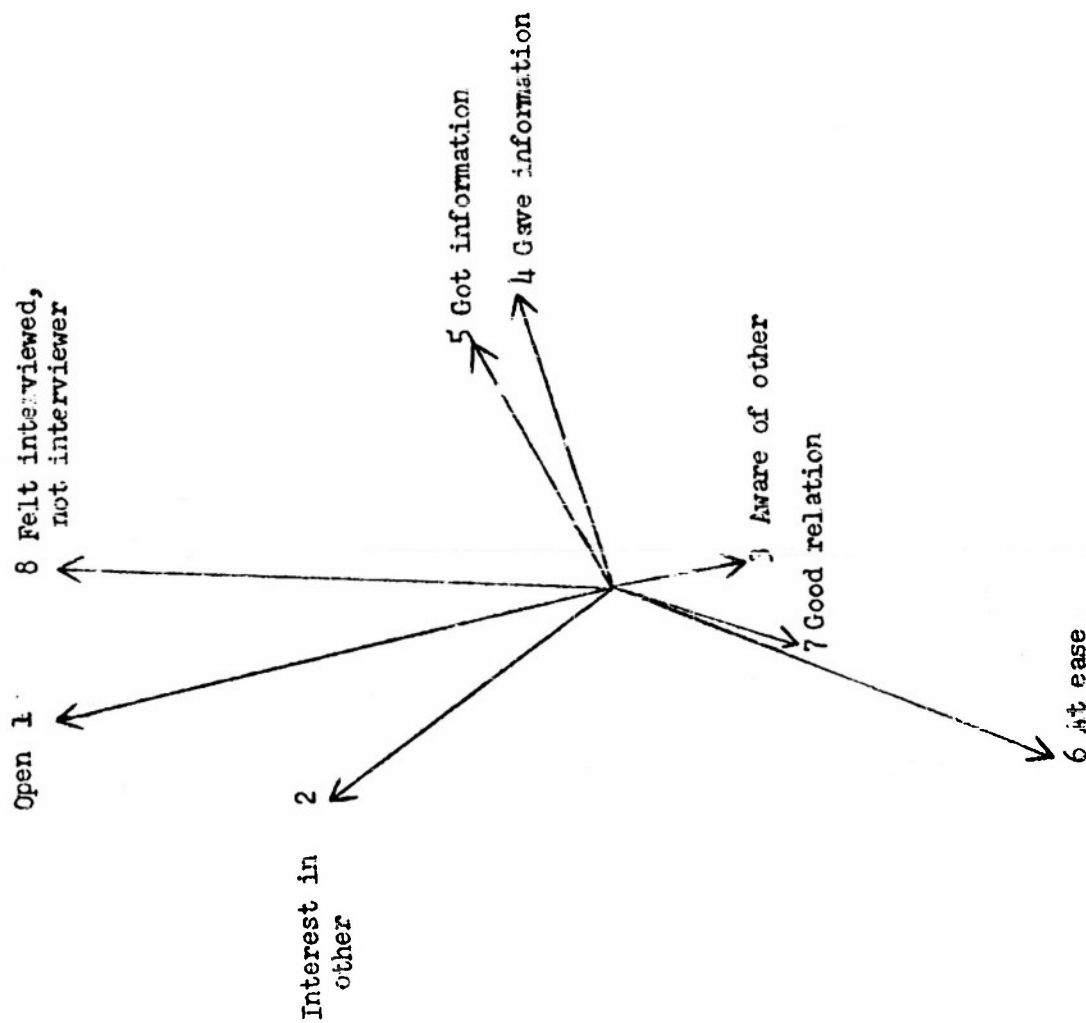 8 Felt interviewed,
not interviewer
Open 1
5 Got information
4 Gave information
Interest in 2
other
3 Aware of other
7 Good relation
6 At ease